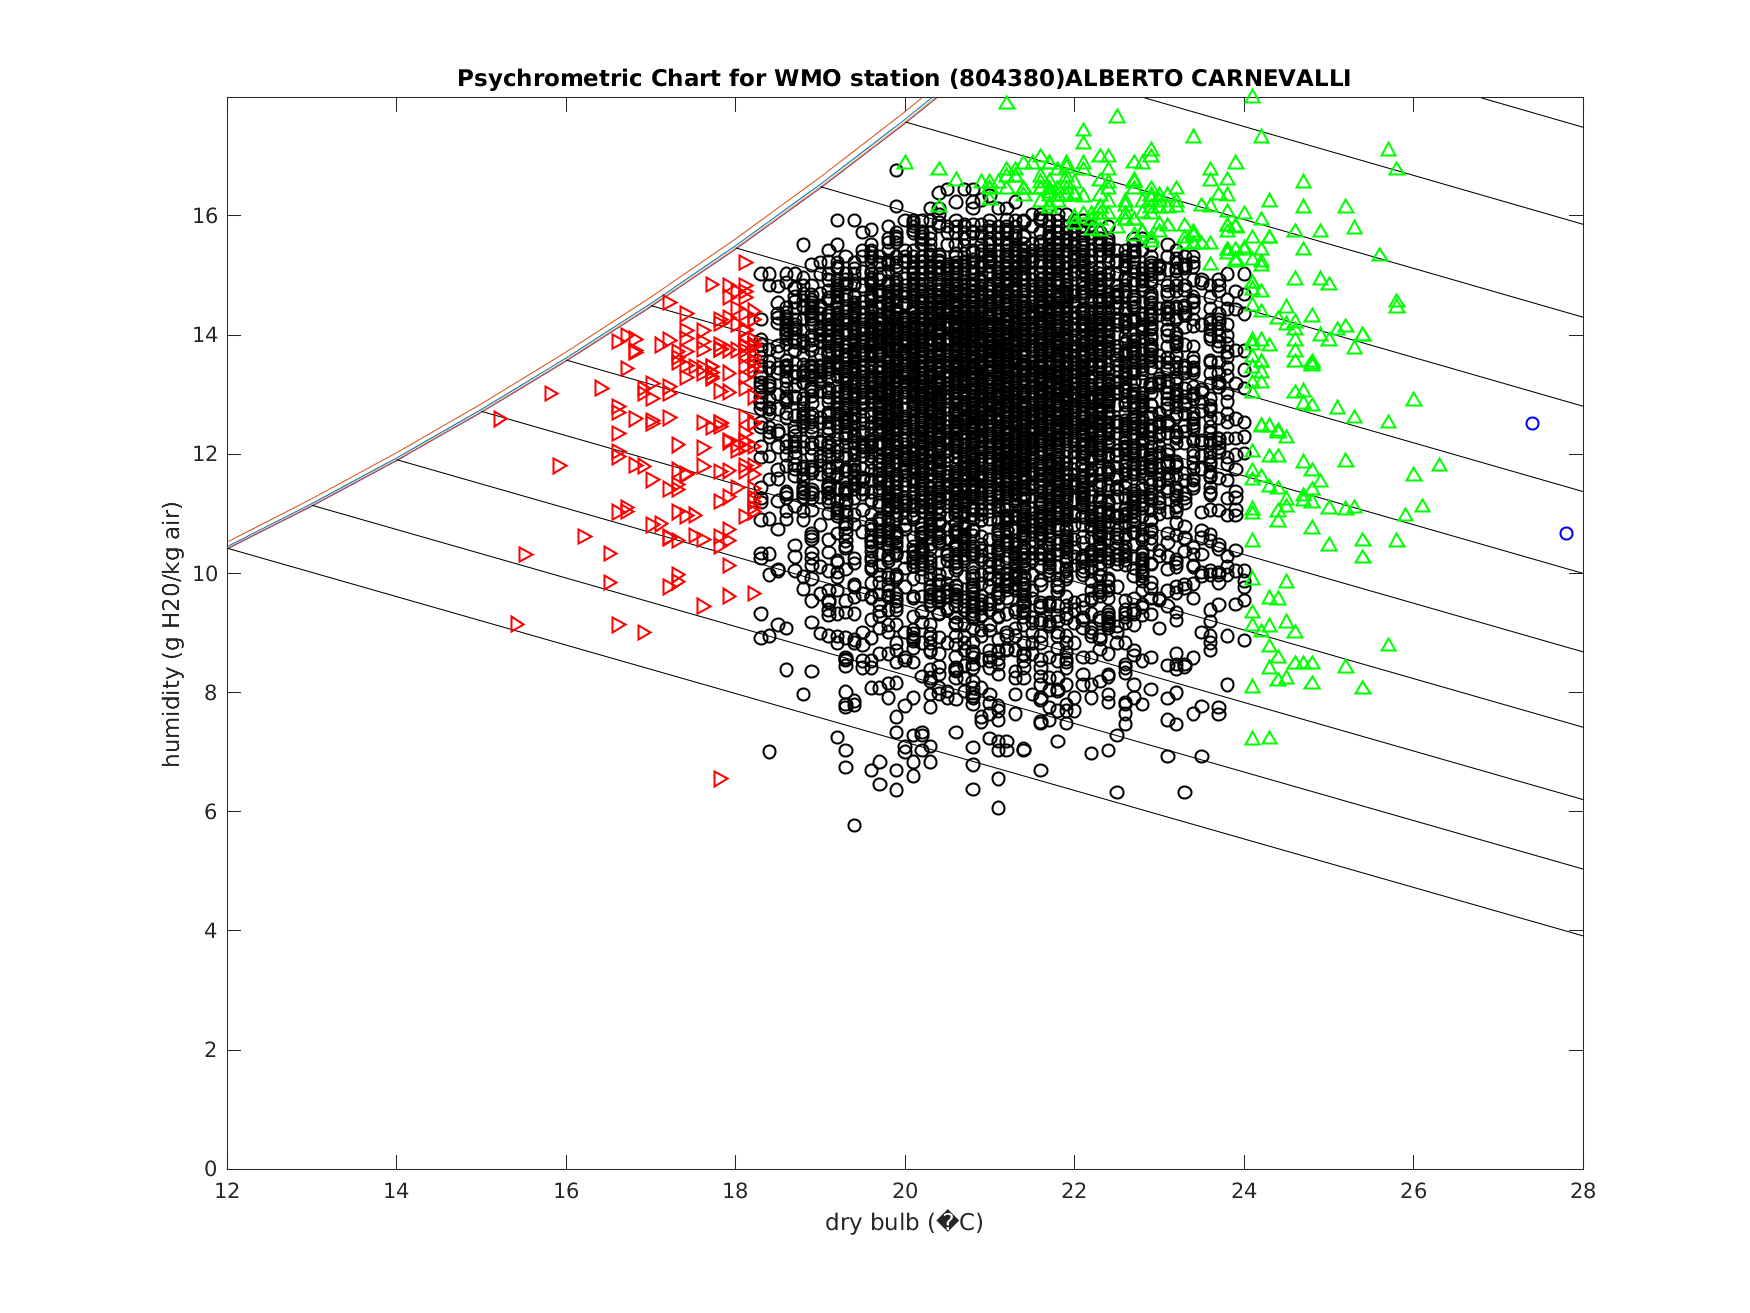 Psychrometric Chart for WMO station (804380)ALBERTO CARNEVALLI
humidity (g H20/kg air)
16
14
12
10
8
6
4
2
0
12 14 16 18 20 22 24 26 28
dry bulb (�C)